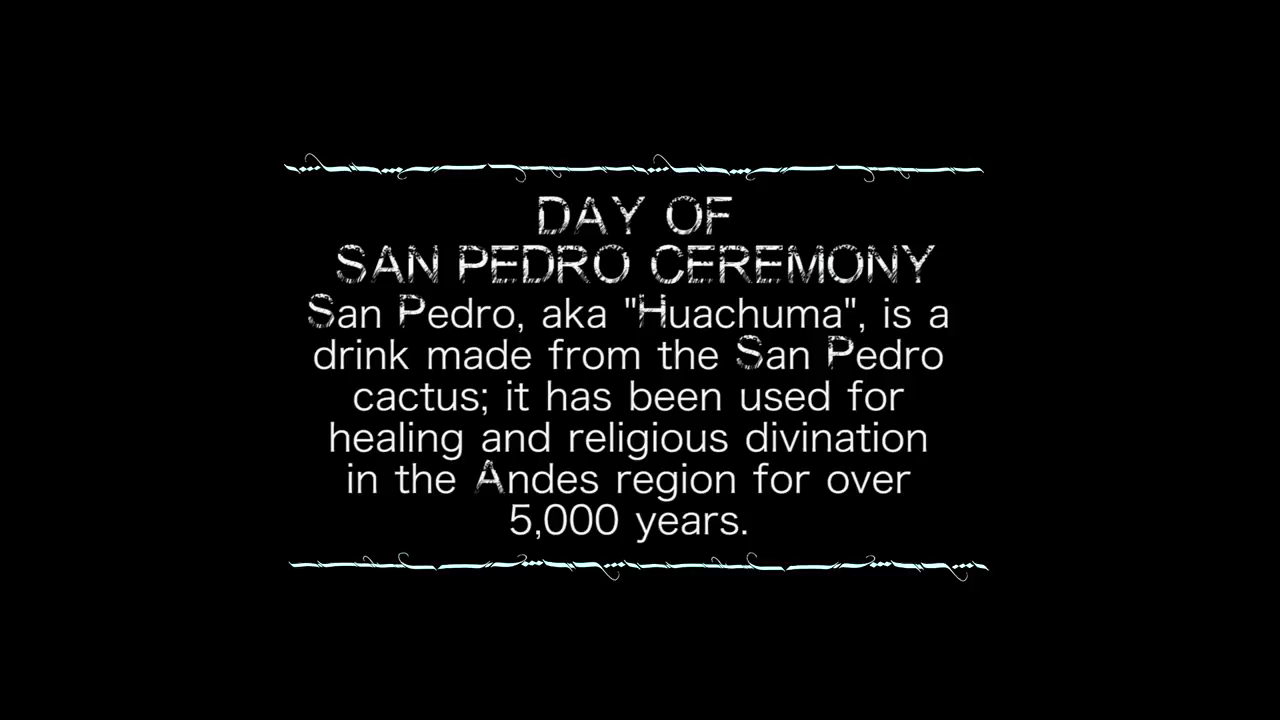 DAY OF
SAN PEDRO CEREMONY
San Pedro, aka "Huachuma", is a
drink made from the San Pedro
cactus; it has been used for
healing and religious divination
in the Andes region for over
5,000 years.